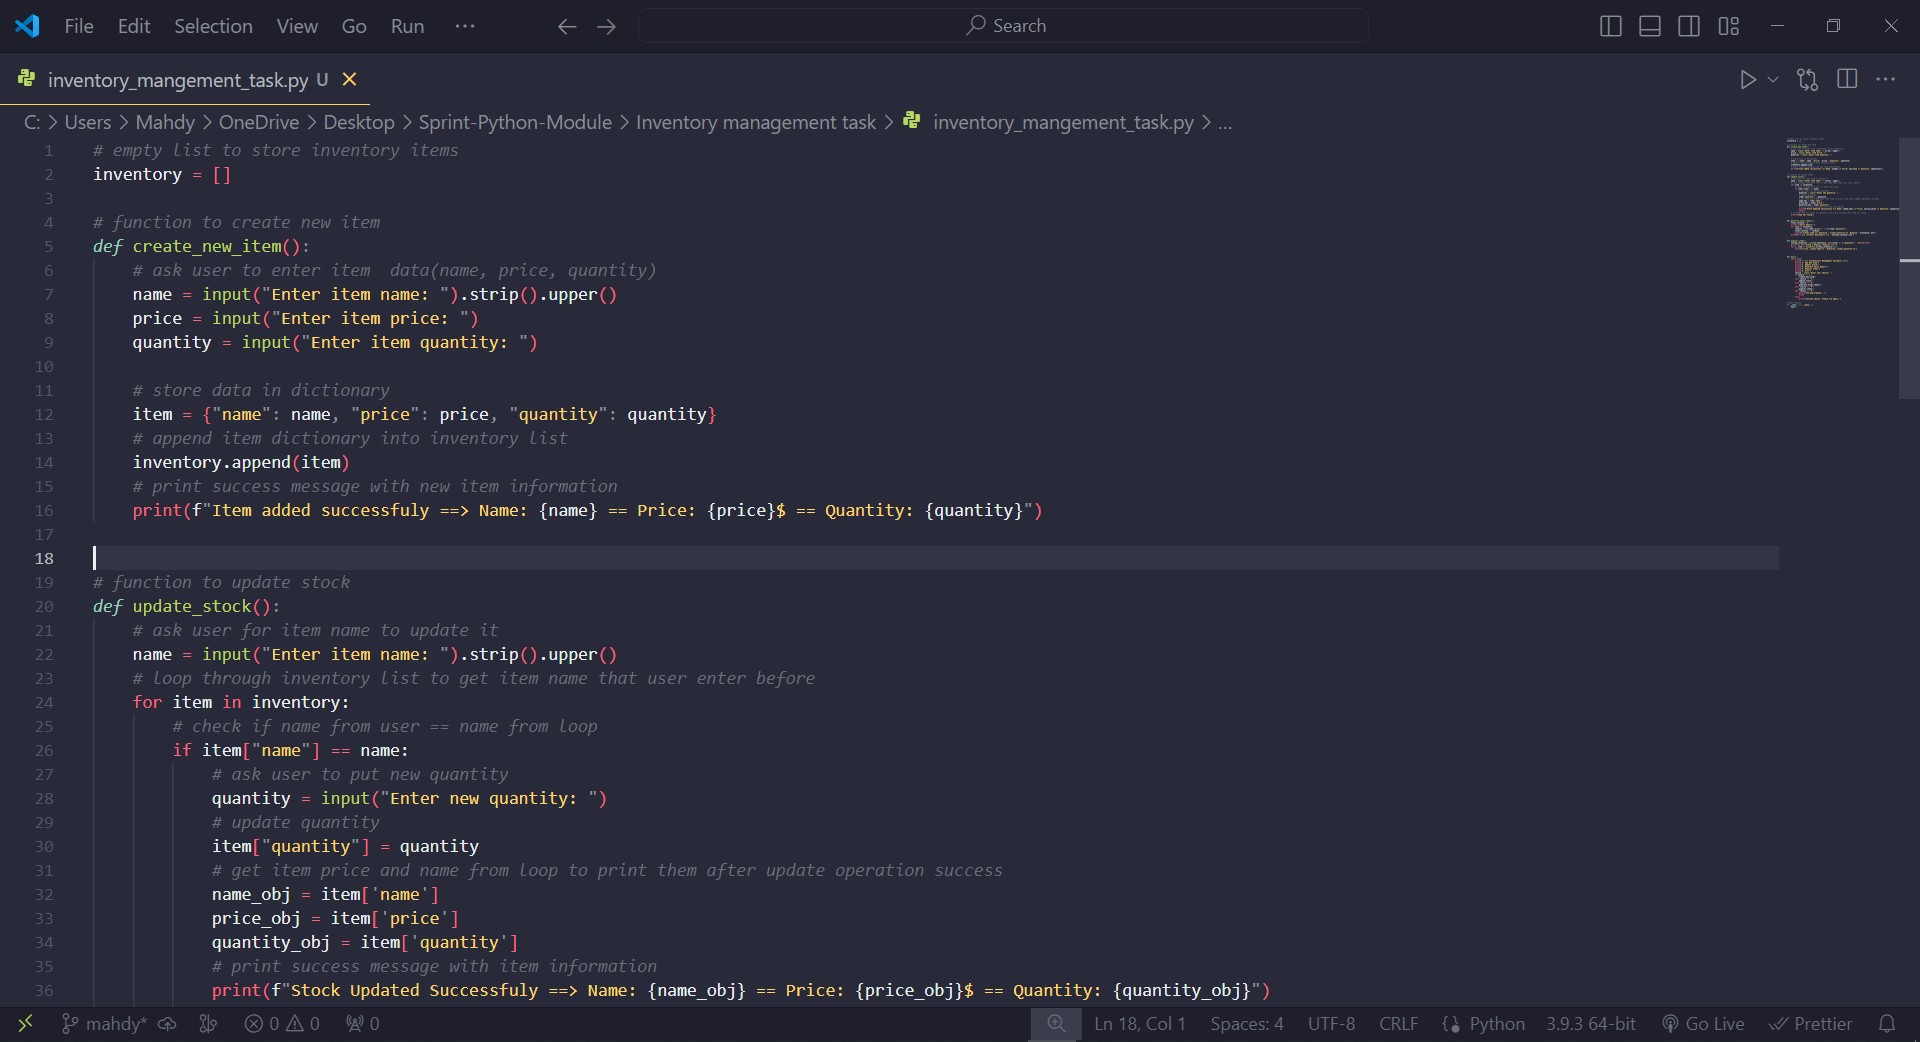 File Edit Selection View Go Run ···
Search
inventory_mangement_task.py U
C: > Users > Mahdy > OneDrive > Desktop > Sprint-Python-Module > Inventory management task > inventory_mangement_task.py > ...
1 # empty list to store inventory items
2 inventory = []
3
4 # function to create new item
5 def create_new_item():
6 # ask user to enter item  data(name, price, quantity)
7 name = input("Enter item name: ").strip().upper()
8 price = input("Enter item price: ")
9 quantity = input("Enter item quantity: ")
10
11 # store data in dictionary
12 item = {"name": name, "price": price, "quantity": quantity}
13 # append item dictionary into inventory list
14 inventory.append(item)
15 # print success message with new item information
16 print(f"Item added successfuly ==> Name: {name} == Price: {price}$ == Quantity: {quantity}")
17
18
19 # function to update stock
20 def update_stock():
21 # ask user for item name to update it
22 name = input("Enter item name: ").strip().upper()
23 # loop through inventory list to get item name that user enter before
24 for item in inventory:
25 # check if name from user == name from loop
26 if item["name"] == name:
27 # ask user to put new quantity
28 quantity = input("Enter new quantity: ")
29 # update quantity
30 item["quantity"] = quantity
31 # get item price and name from loop to print them after update operation success
32 name_obj = item['name']
33 price_obj = item['price']
34 quantity_obj = item['quantity']
35 # print success message with item information
36 print(f"Stock Updated Successfuly ==> Name: {name_obj} == Price: {price_obj}$ == Quantity: {quantity_obj}")
mahdy* 0 0 0 Ln 18, Col 1 Spaces: 4 UTF-8 CRLF Python 3.9.3 64-bit Go Live Prettier